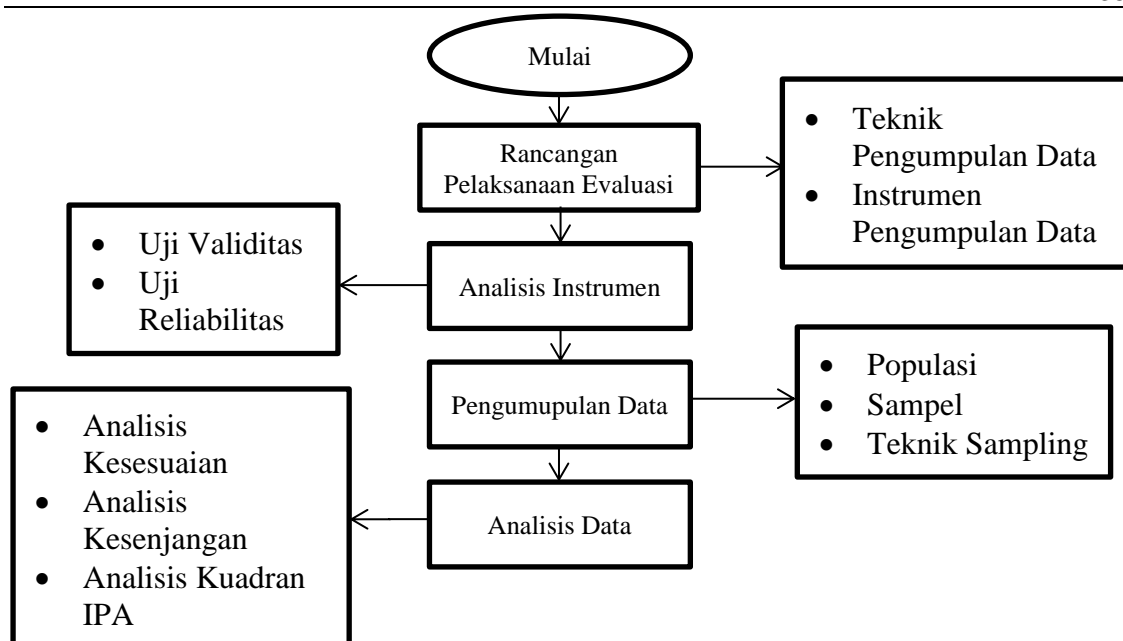 Mulai
Rancangan
Pelaksanaan Evaluasi
• Teknik
Pengumpulan Data
• Instrumen
Pengumpulan Data
• Uji Validitas
• Uji
Reliabilitas
Analisis Instrumen
Pengumupulan Data
• Populasi
• Sampel
• Teknik Sampling
• Analisis
Kesesuaian
• Analisis
Kesenjangan
• Analisis Kuadran
IPA
Analisis Data